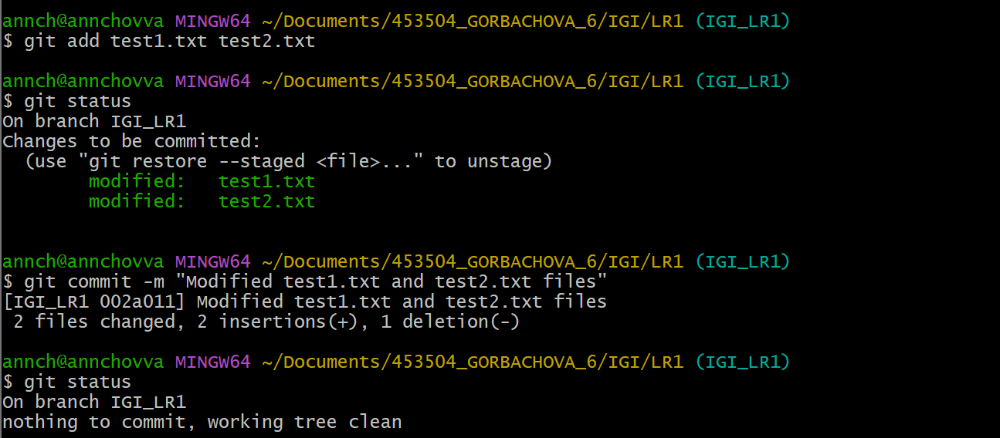 annch@annchovva MINGW64 ~/Documents/453504_GORBACHOVA_6/IGI/LR1 (IGI_LR1)
$ git add test1.txt test2.txt
annch@annchovva MINGW64 ~/Documents/453504_GORBACHOVA_6/IGI/LR1 (IGI_LR1)
$ git status
On branch IGI_LR1
Changes to be committed:
  (use "git restore --staged <file>..." to unstage)
        modified:   test1.txt
        modified:   test2.txt
annch@annchovva MINGW64 ~/Documents/453504_GORBACHOVA_6/IGI/LR1 (IGI_LR1)
$ git commit -m "Modified test1.txt and test2.txt files"
[IGI_LR1 002a011] Modified test1.txt and test2.txt files
 2 files changed, 2 insertions(+), 1 deletion(-)
annch@annchovva MINGW64 ~/Documents/453504_GORBACHOVA_6/IGI/LR1 (IGI_LR1)
$ git status
On branch IGI_LR1
nothing to commit, working tree clean